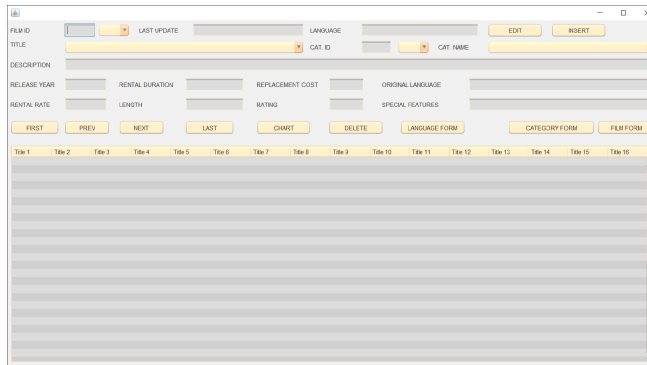 FILM ID LAST UPDATE LANGUAGE EDIT INSERT
TITLE CAT. ID CAT. NAME
DESCRIPTION
RELEASE YEAR RENTAL DURATION REPLACEMENT COST ORIGINAL LANGUAGE
RENTAL RATE LENGTH RATING SPECIAL FEATURES
FIRST PREV NEXT LAST CHART DELETE LANGUAGE FORM CATEGORY FORM FILM FORM
Title 1 Title 2 Title 3 Title 4 Title 5 Title 6 Title 7 Title 8 Title 9 Title 10 Title 11 Title 12 Title 13 Title 14 Title 15 Title 16